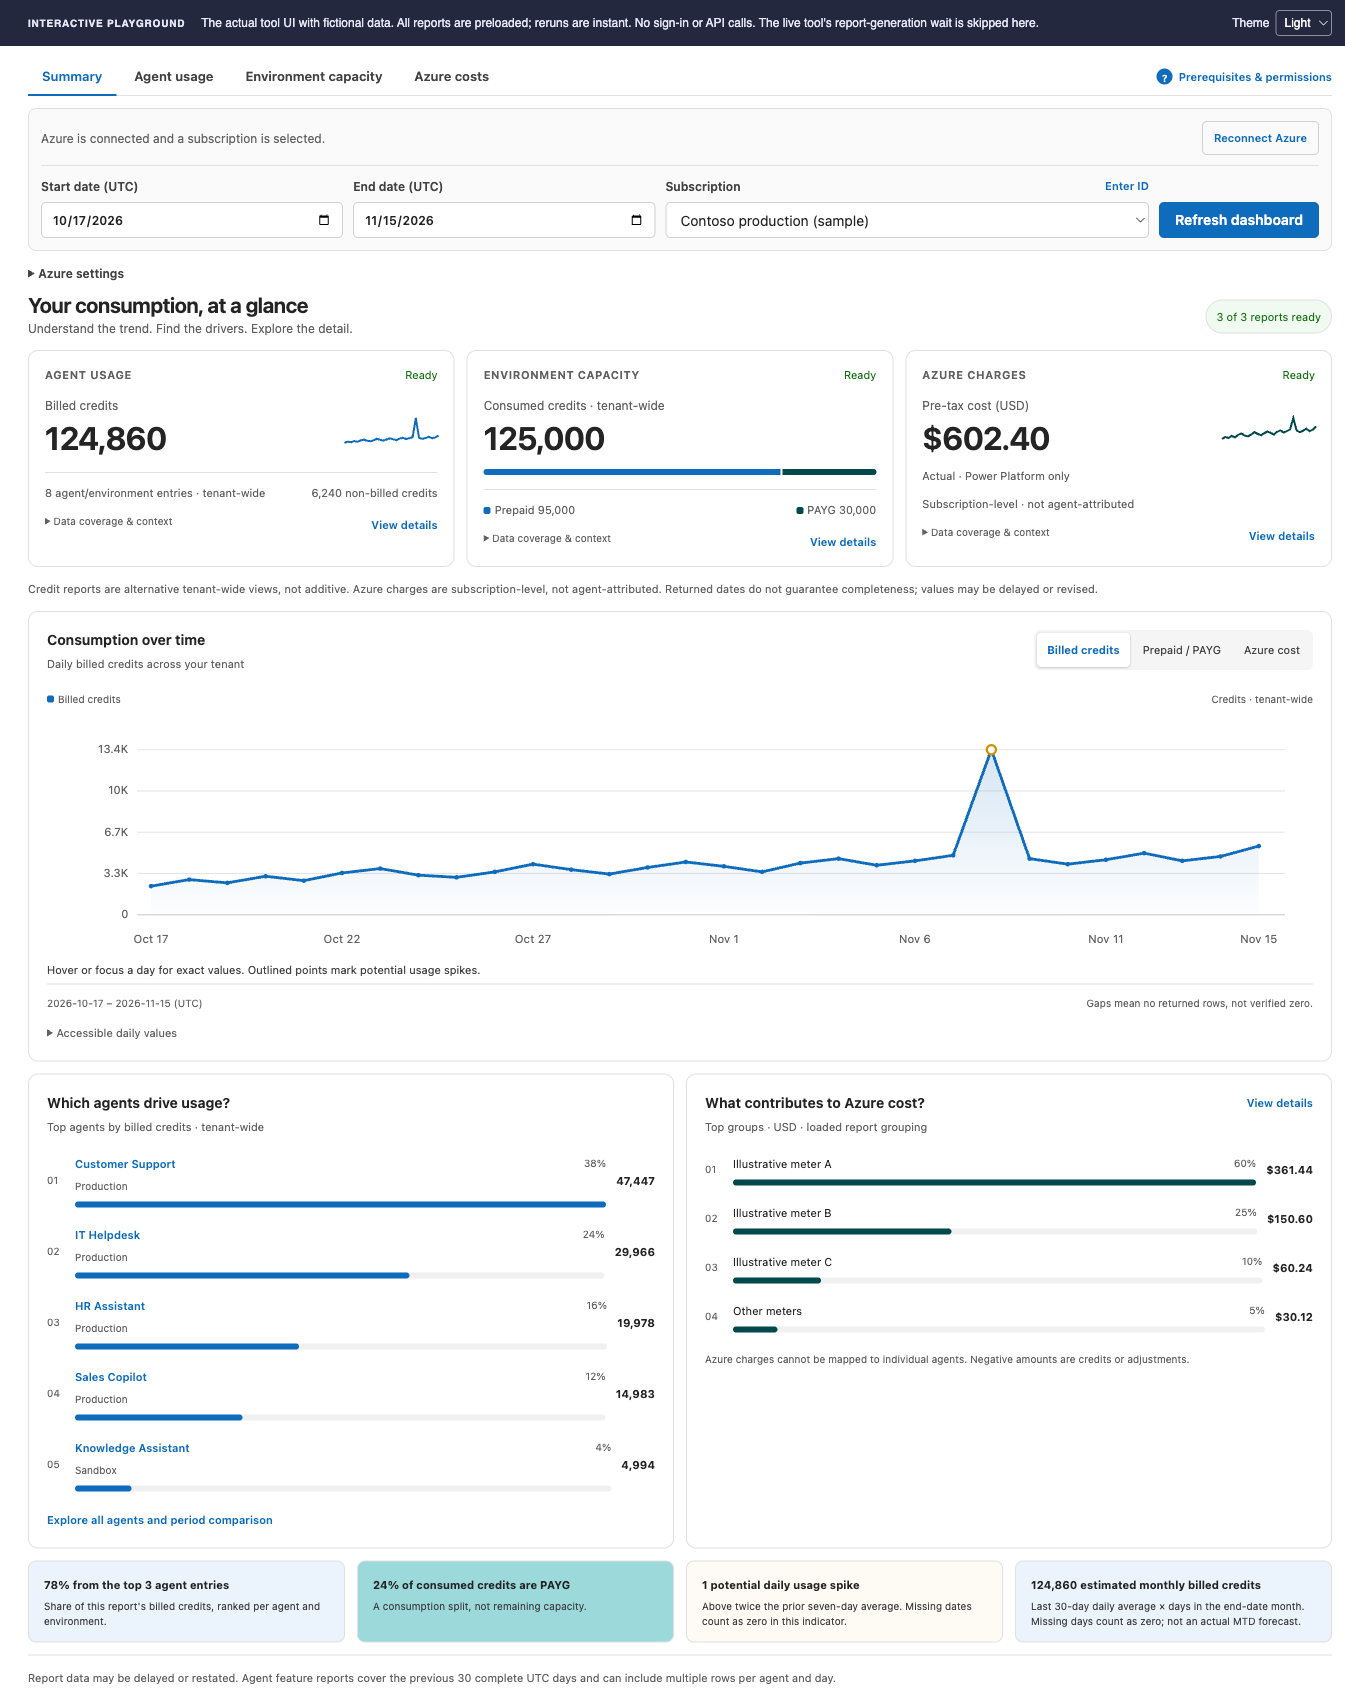 INTERACTIVE PLAYGROUND The actual tool UI with fictional data. All reports are preloaded; reruns are instant. No sign-in or API calls. The live tool's report-generation wait is skipped here. Theme Light
Summary Agent usage Environment capacity Azure costs ? Prerequisites & permissions
Azure is connected and a subscription is selected. Reconnect Azure
Start date (UTC) End date (UTC) Subscription Enter ID
10/17/2026 11/15/2026 Contoso production (sample) Refresh dashboard
Azure settings
Your consumption, at a glance
Understand the trend. Find the drivers. Explore the detail.
3 of 3 reports ready
AGENT USAGE Ready
Billed credits
124,860
8 agent/environment entries · tenant-wide 6,240 non-billed credits
Data coverage & context View details
ENVIRONMENT CAPACITY Ready
Consumed credits · tenant-wide
125,000
Prepaid 95,000 PAYG 30,000
Data coverage & context View details
AZURE CHARGES Ready
Pre-tax cost (USD)
$602.40
Actual · Power Platform only
Subscription-level · not agent-attributed
Data coverage & context View details
Credit reports are alternative tenant-wide views, not additive. Azure charges are subscription-level, not agent-attributed. Returned dates do not guarantee completeness; values may be delayed or revised.
Consumption over time
Daily billed credits across your tenant
Billed credits Prepaid / PAYG Azure cost
Billed credits Credits · tenant-wide
13.4K
10K
6.7K
3.3K
0
Oct 17 Oct 22 Oct 27 Nov 1 Nov 6 Nov 11 Nov 15
Hover or focus a day for exact values. Outlined points mark potential usage spikes.
2026-10-17 – 2026-11-15 (UTC) Gaps mean no returned rows, not verified zero.
Accessible daily values
Which agents drive usage?
Top agents by billed credits · tenant-wide
01 Customer Support 38%
Production 47,447
02 IT Helpdesk 24%
Production 29,966
03 HR Assistant 16%
Production 19,978
04 Sales Copilot 12%
Production 14,983
05 Knowledge Assistant 4%
Sandbox 4,994
Explore all agents and period comparison
What contributes to Azure cost? View details
Top groups · USD · loaded report grouping
01 Illustrative meter A 60% $361.44
02 Illustrative meter B 25% $150.60
03 Illustrative meter C 10% $60.24
04 Other meters 5% $30.12
Azure charges cannot be mapped to individual agents. Negative amounts are credits or adjustments.
78% from the top 3 agent entries
Share of this report's billed credits, ranked per agent and
environment.
24% of consumed credits are PAYG
A consumption split, not remaining capacity.
1 potential daily usage spike
Above twice the prior seven-day average. Missing dates
count as zero in this indicator.
124,860 estimated monthly billed credits
Last 30-day daily average × days in the end-date month.
Missing days count as zero; not an actual MTD forecast.
Report data may be delayed or restated. Agent feature reports cover the previous 30 complete UTC days and can include multiple rows per agent and day.